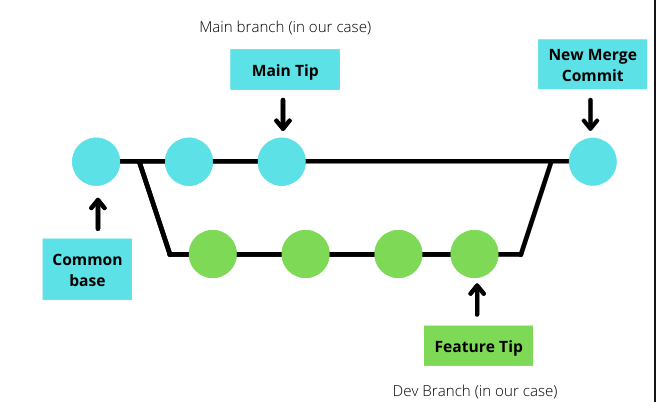 Main branch (in our case)
Main Tip
New Merge
Commit
Common
base
Feature Tip
Dev Branch (in our case)